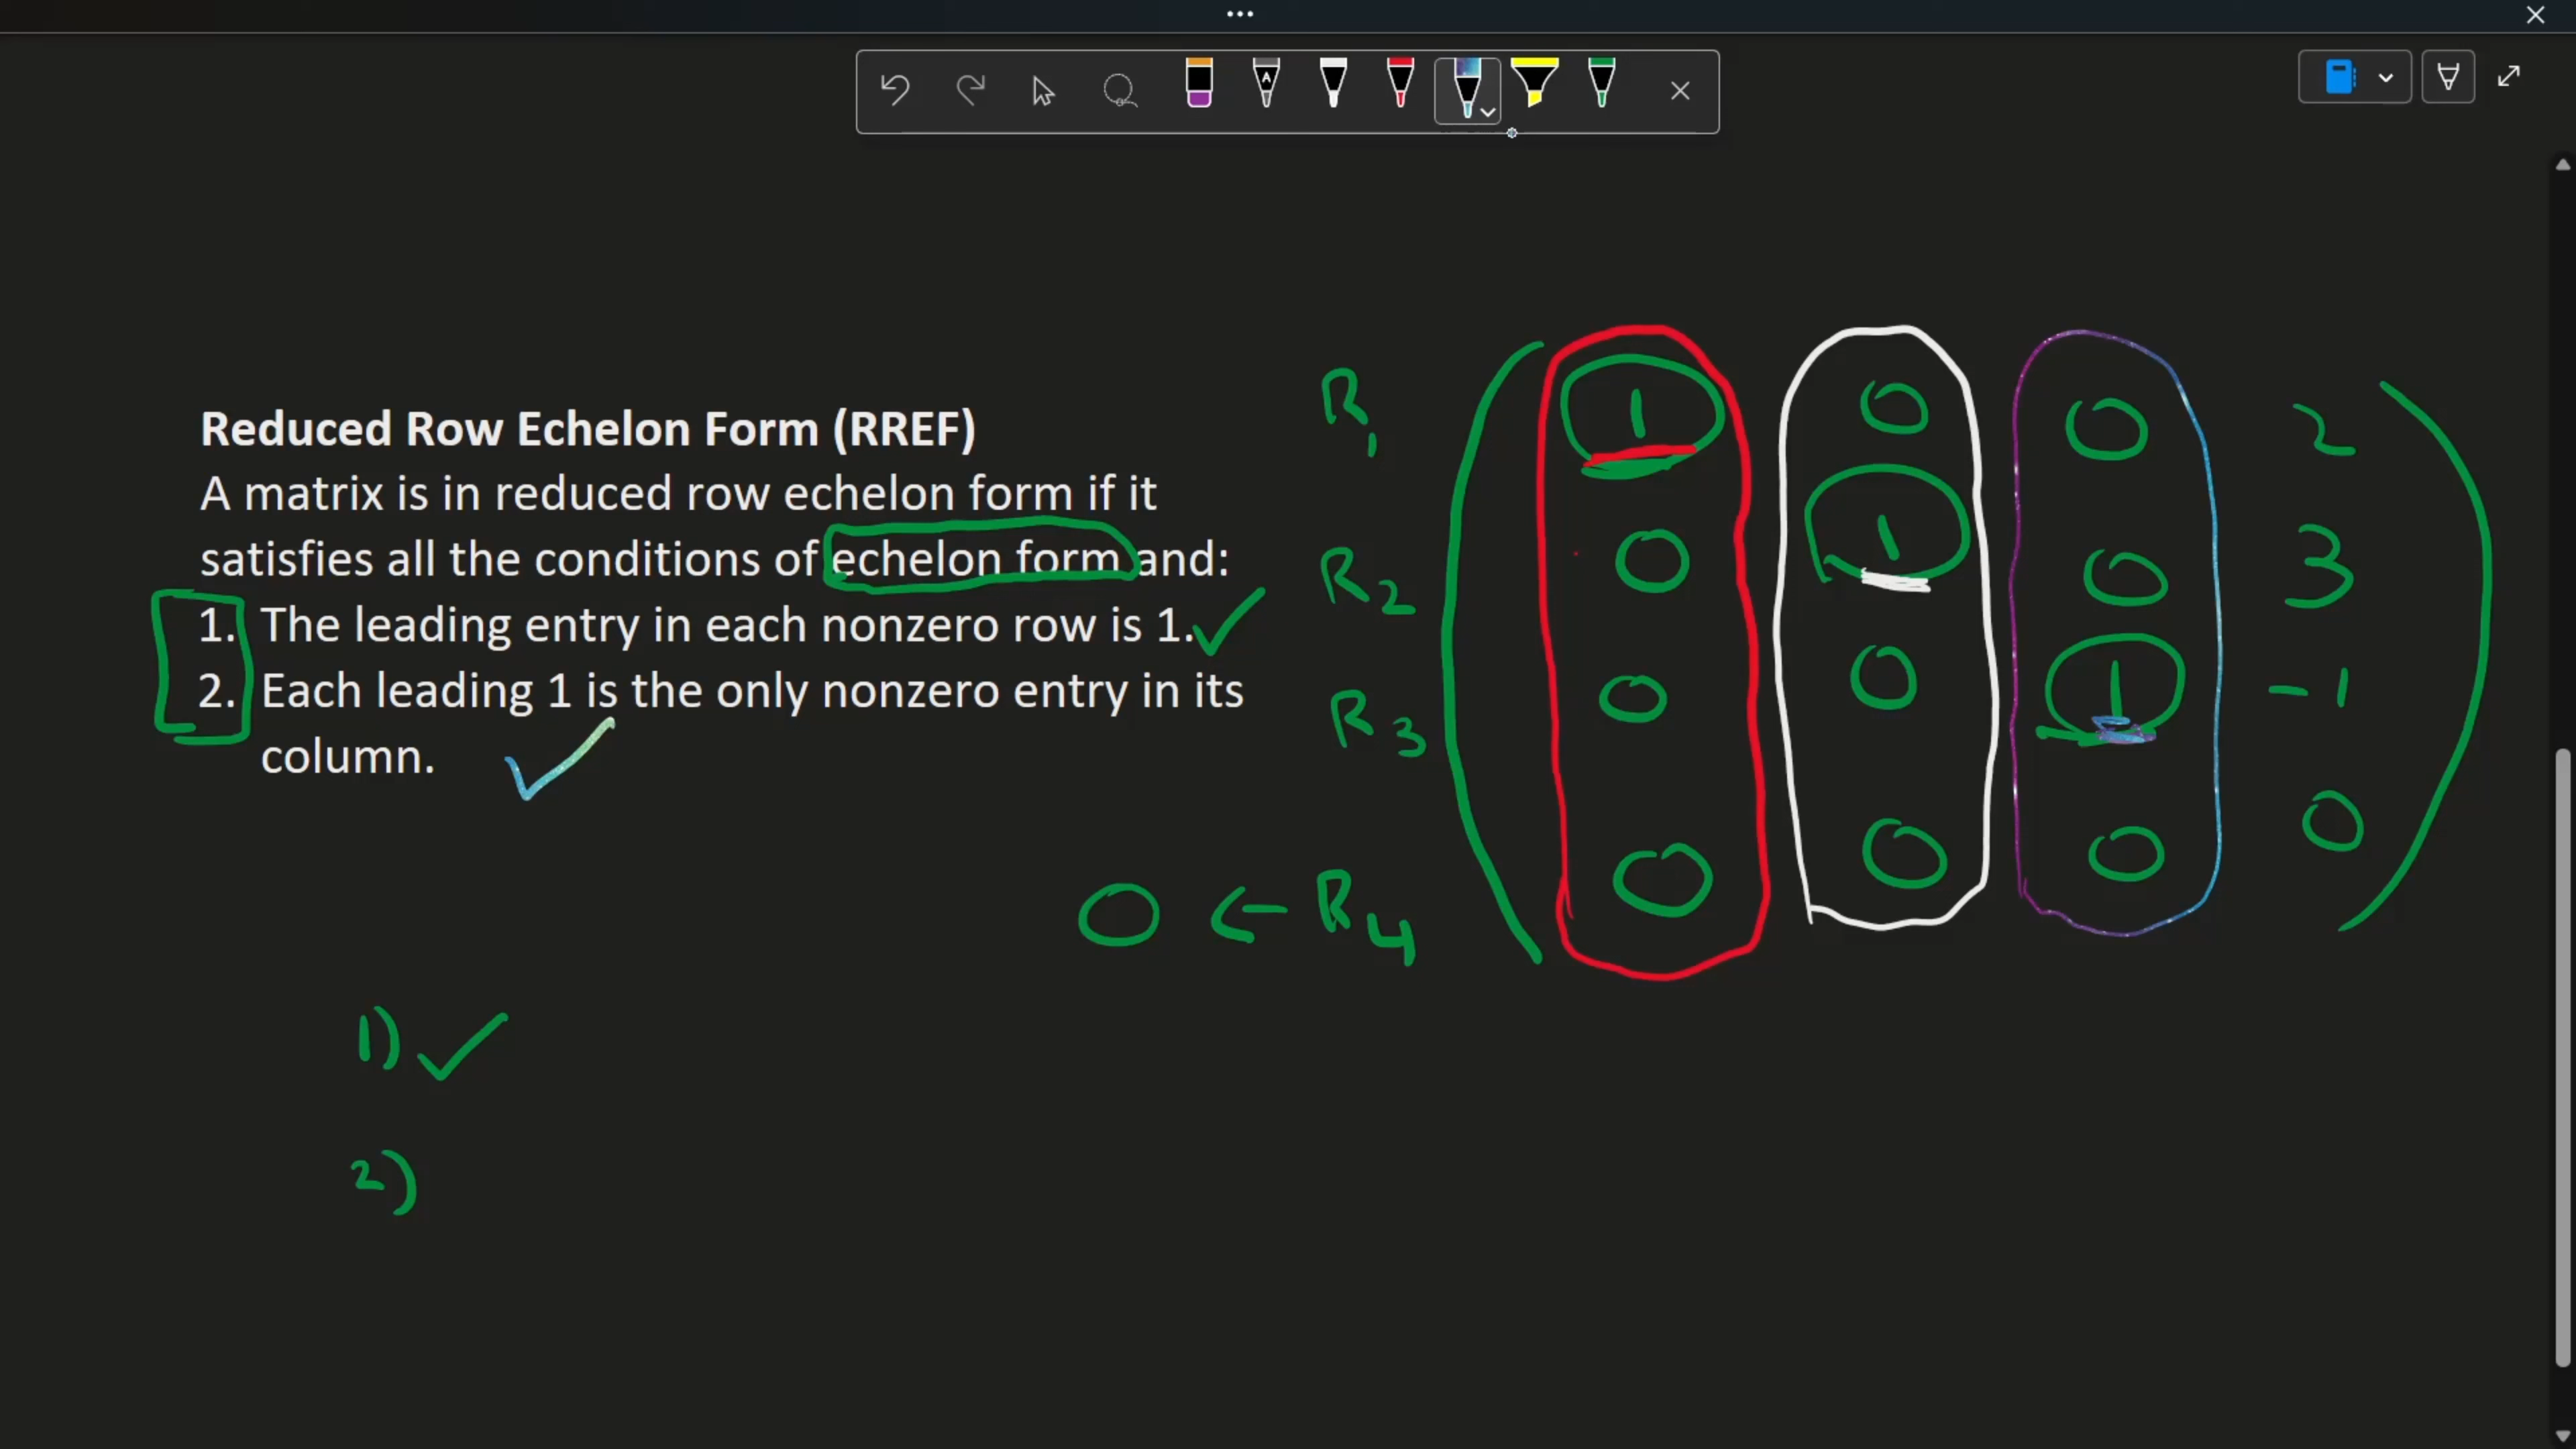 Reduced Row Echelon Form (RREF)
A matrix is in reduced row echelon form if it
satisfies all the conditions of echelon form and:
1. The leading entry in each nonzero row is 1.
2. Each leading 1 is the only nonzero entry in its
column.
R1 1 0 0 2
R2 0 1 0 3
R3 0 0 1 -1
0 ← R4 0 0 0 0
1) ✓
2)